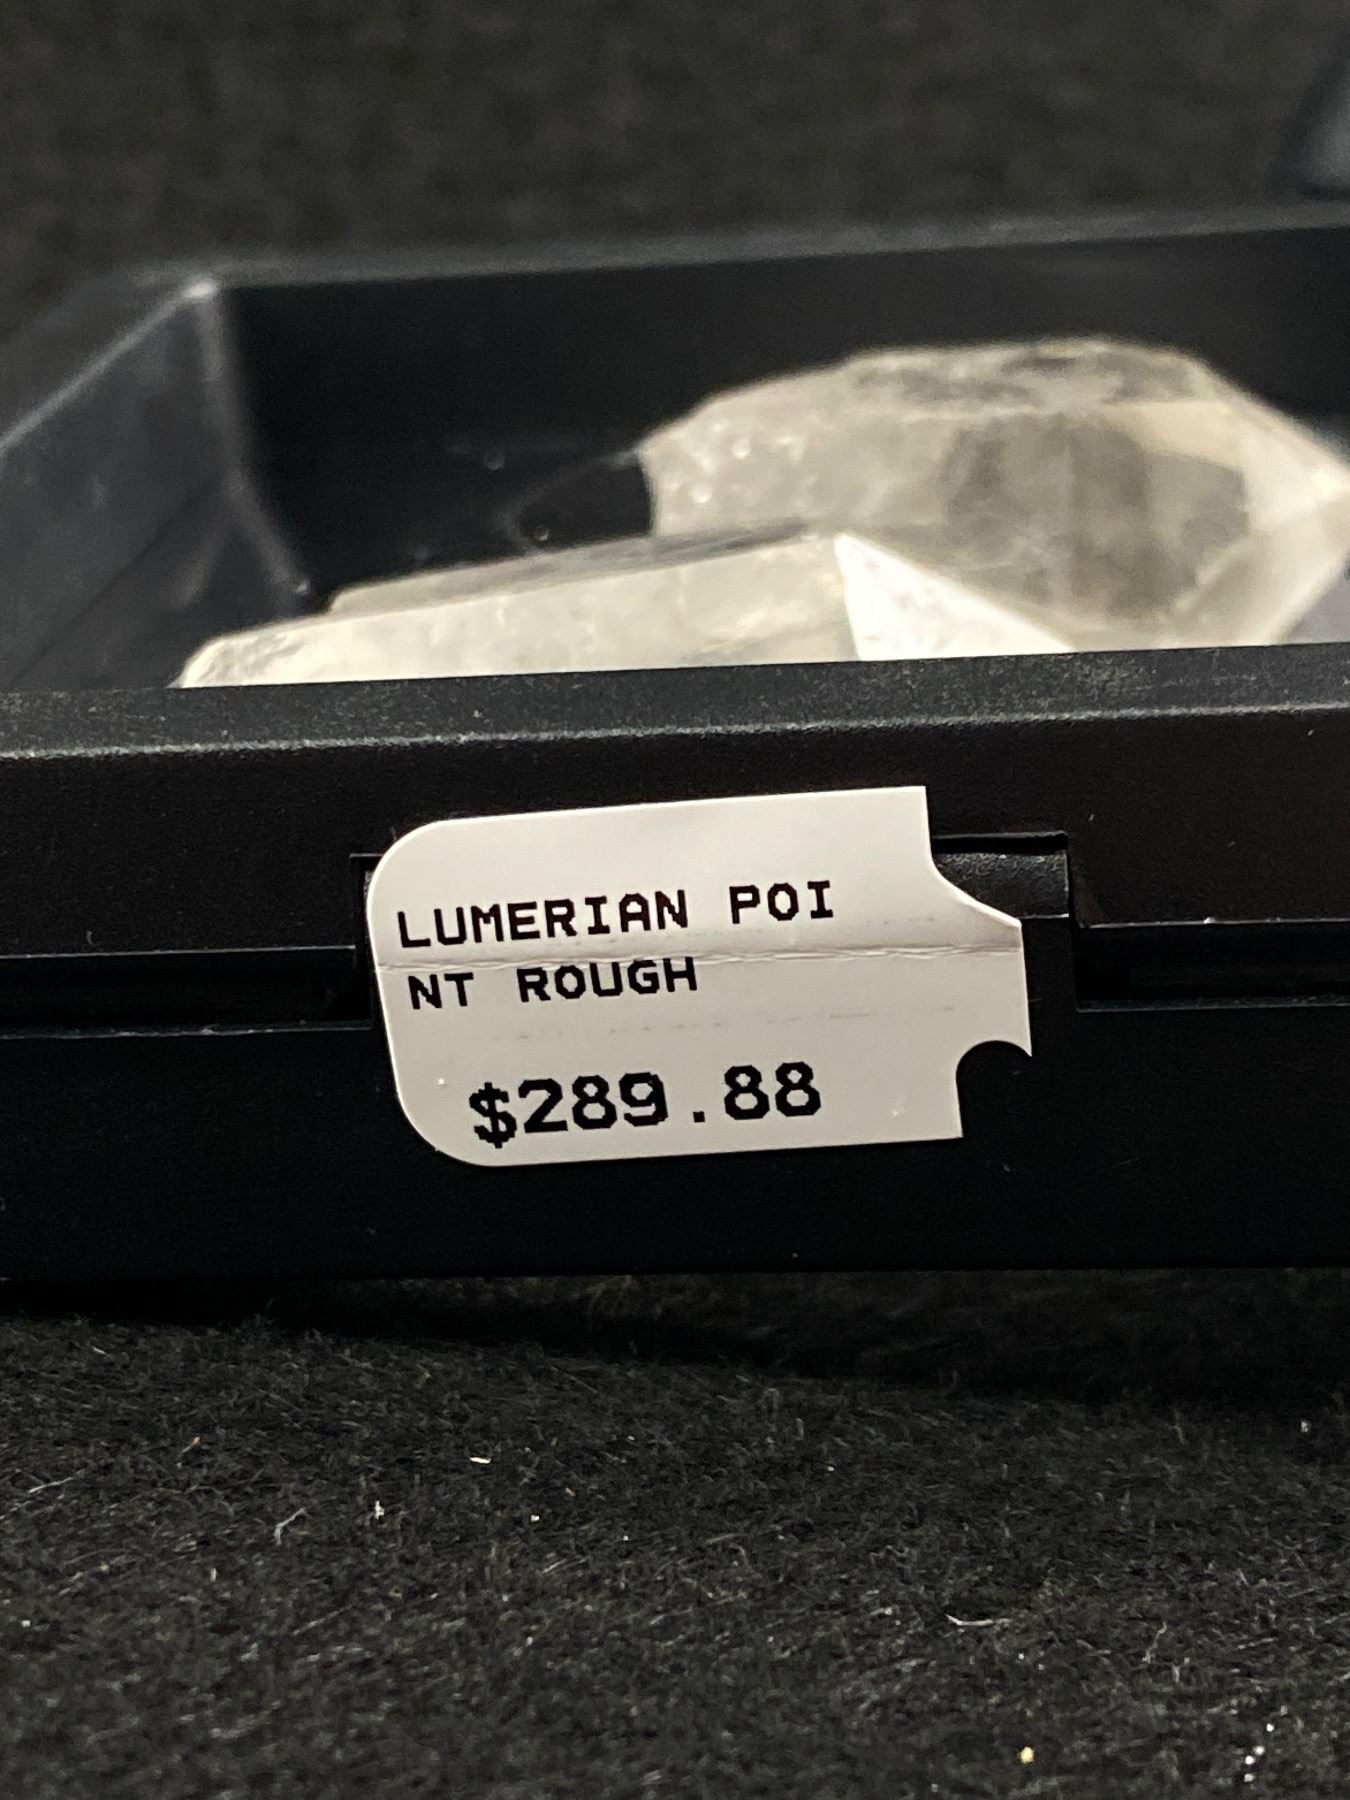 LUMERIAN POI
NT ROUGH
$289.88